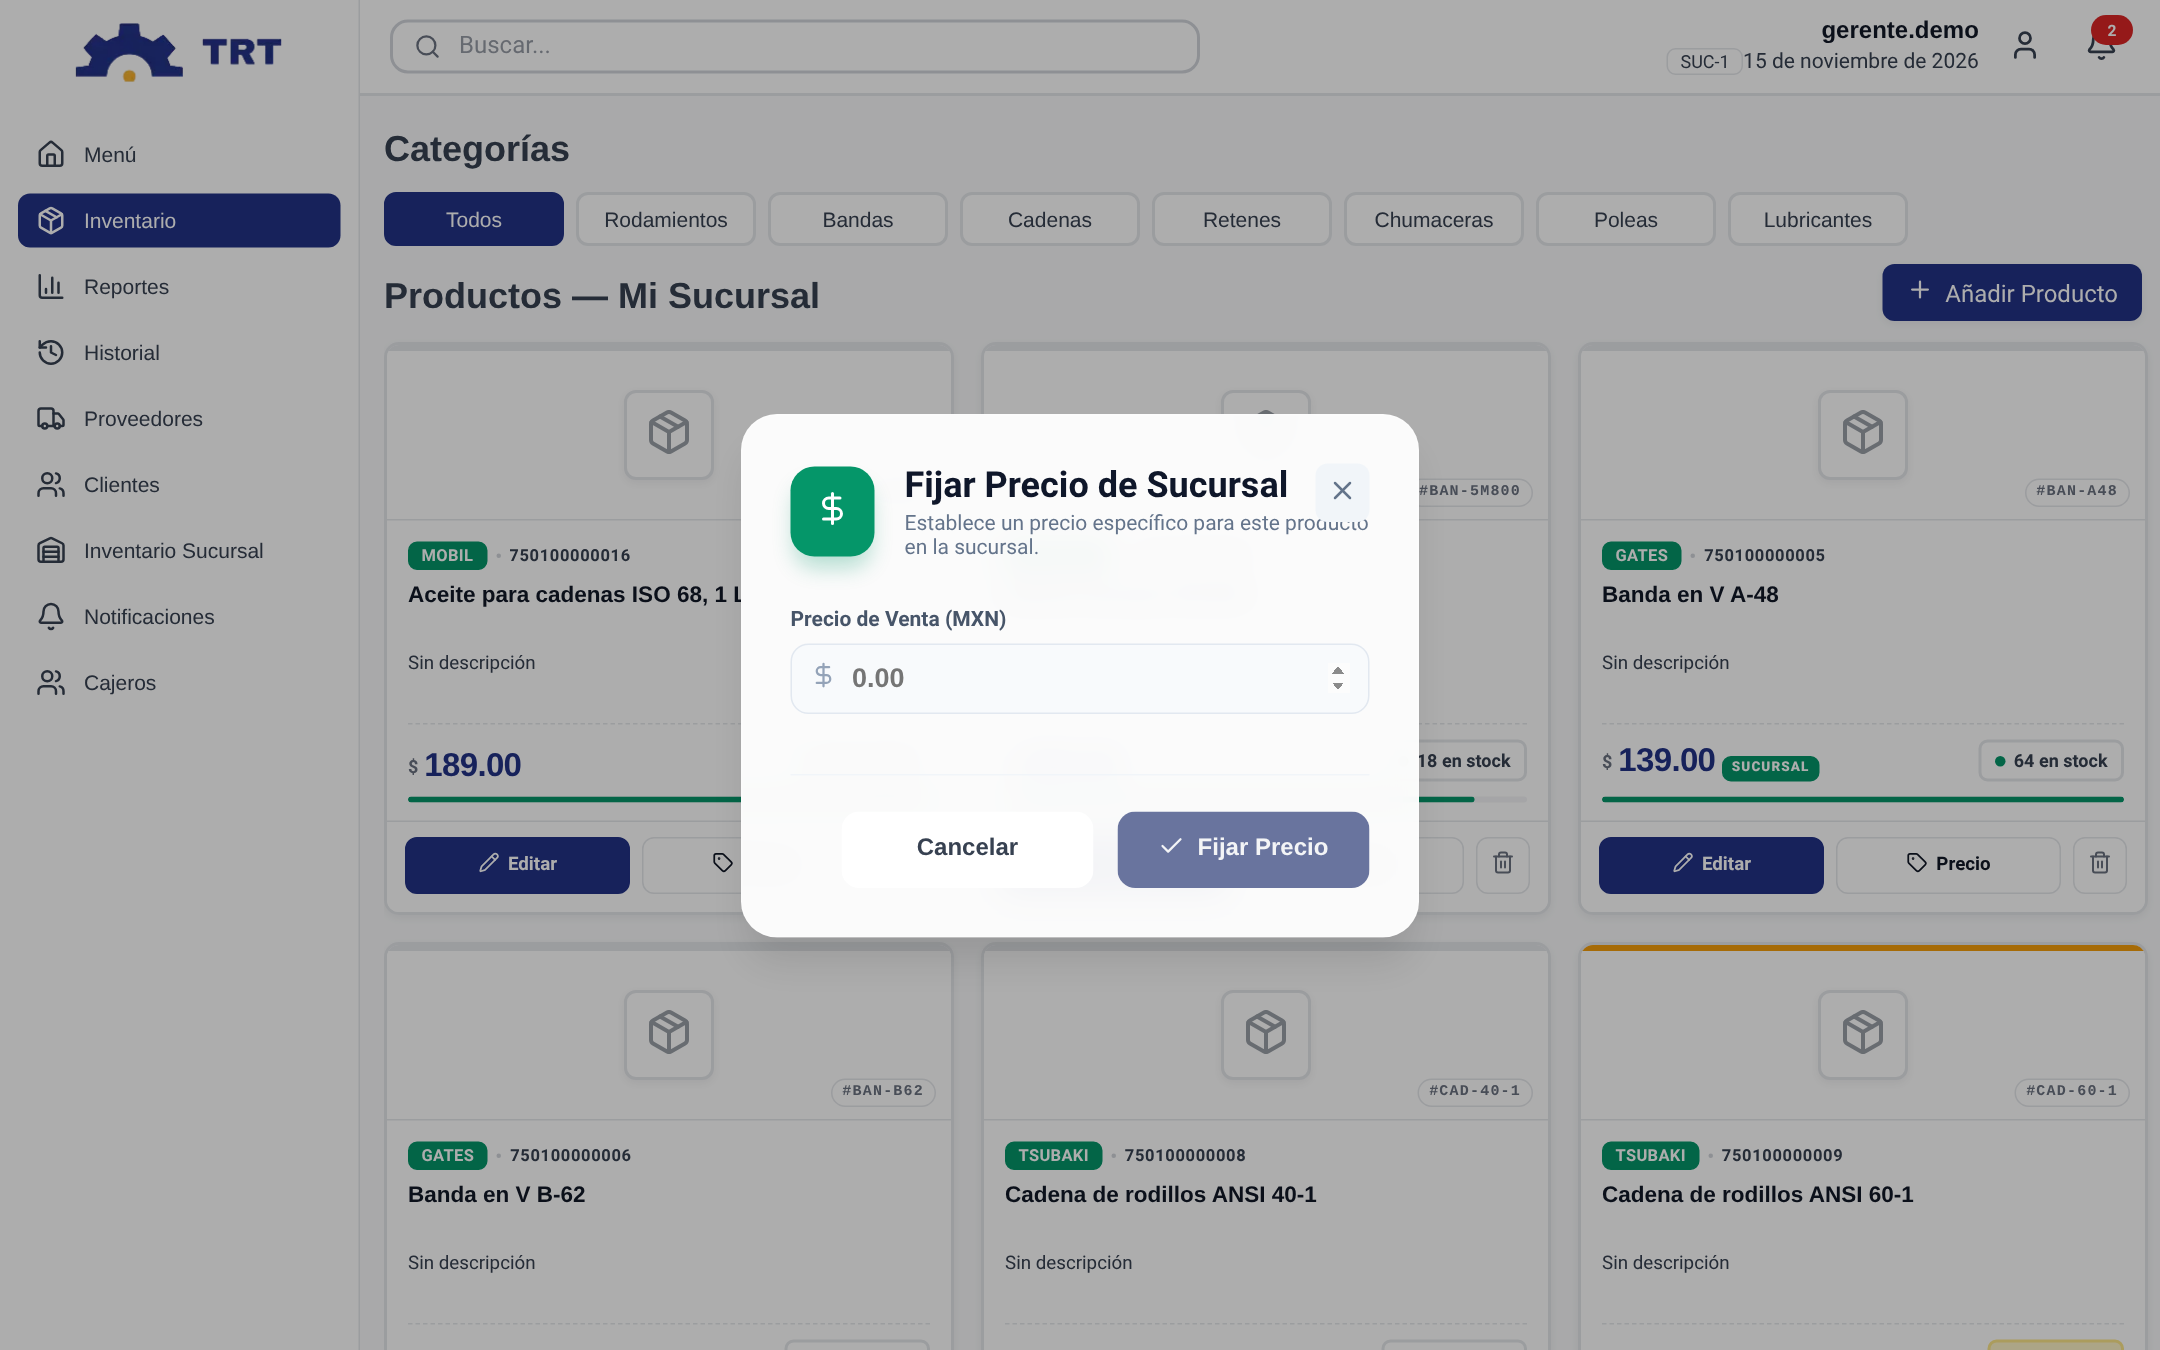 TRT
Buscar...
gerente.demo
SUC-1 15 de noviembre de 2026
2
Menú
Inventario
Reportes
Historial
Proveedores
Clientes
Inventario Sucursal
Notificaciones
Cajeros
Categorías
Todos
Rodamientos
Bandas
Cadenas
Retenes
Chumaceras
Poleas
Lubricantes
Productos — Mi Sucursal
Añadir Producto
MOBIL • 750100000016
Aceite para cadenas ISO 68, 1 L
Sin descripción
$ 189.00
Editar
#BAN-5M800
18 en stock
#BAN-A48
GATES • 750100000005
Banda en V A-48
Sin descripción
$ 139.00 SUCURSAL
64 en stock
Editar
Precio
Fijar Precio de Sucursal
Establece un precio específico para este producto
en la sucursal.
Precio de Venta (MXN)
$ 0.00
Cancelar
Fijar Precio
#BAN-B62
GATES • 750100000006
Banda en V B-62
Sin descripción
#CAD-40-1
TSUBAKI • 750100000008
Cadena de rodillos ANSI 40-1
Sin descripción
#CAD-60-1
TSUBAKI • 750100000009
Cadena de rodillos ANSI 60-1
Sin descripción